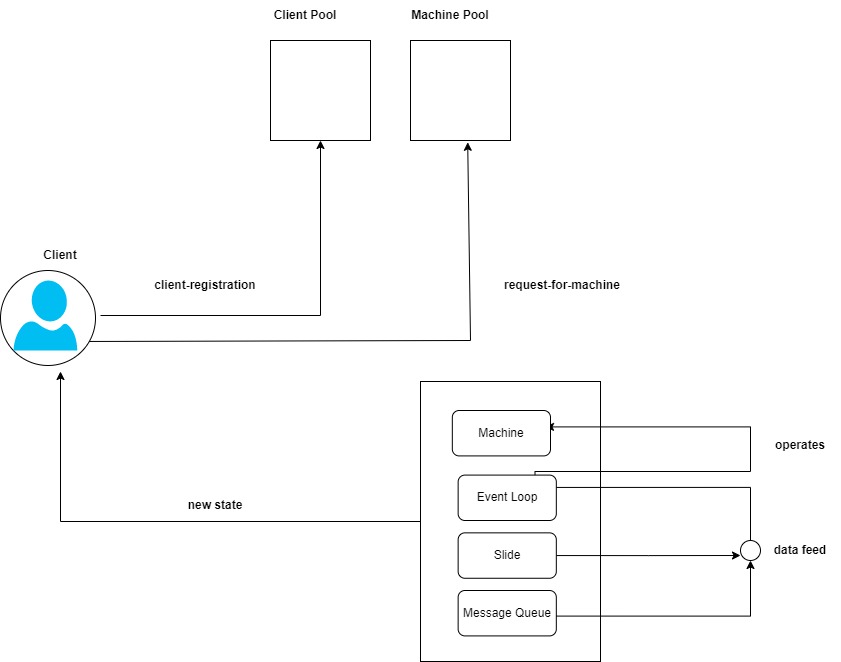 Client Pool
Machine Pool
Client
client-registration
request-for-machine
Machine
operates
Event Loop
new state
Slide
data feed
Message Queue